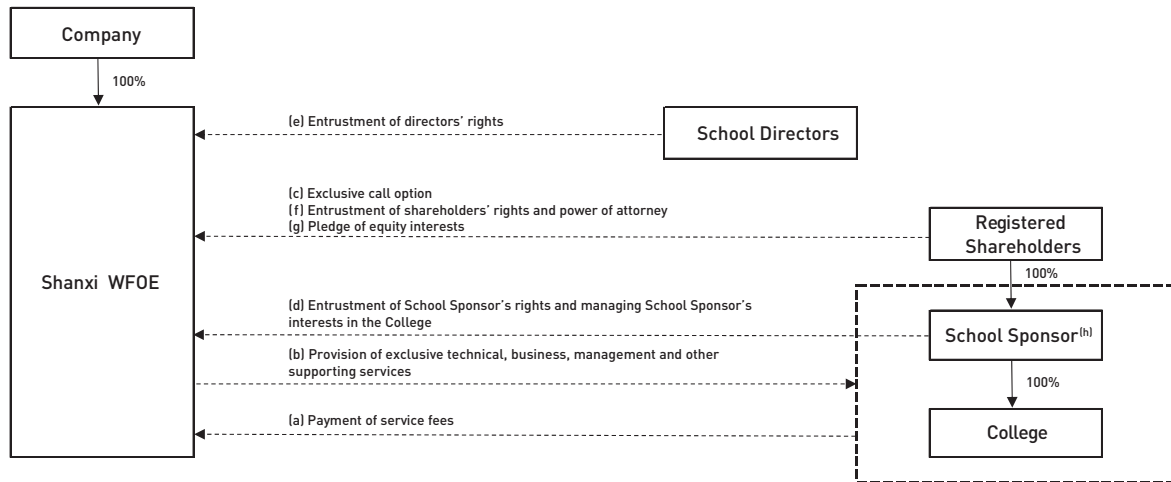 Company
100%
(e) Entrustment of directors’ rights
School Directors
(c) Exclusive call option
(f) Entrustment of shareholders’ rights and power of attorney
(g) Pledge of equity interests
Registered
Shareholders
100%
Shanxi WFOE
(d) Entrustment of School Sponsor’s rights and managing School Sponsor’s
interests in the College
School Sponsor(h)
(b) Provision of exclusive technical, business, management and other
supporting services
100%
(a) Payment of service fees
College